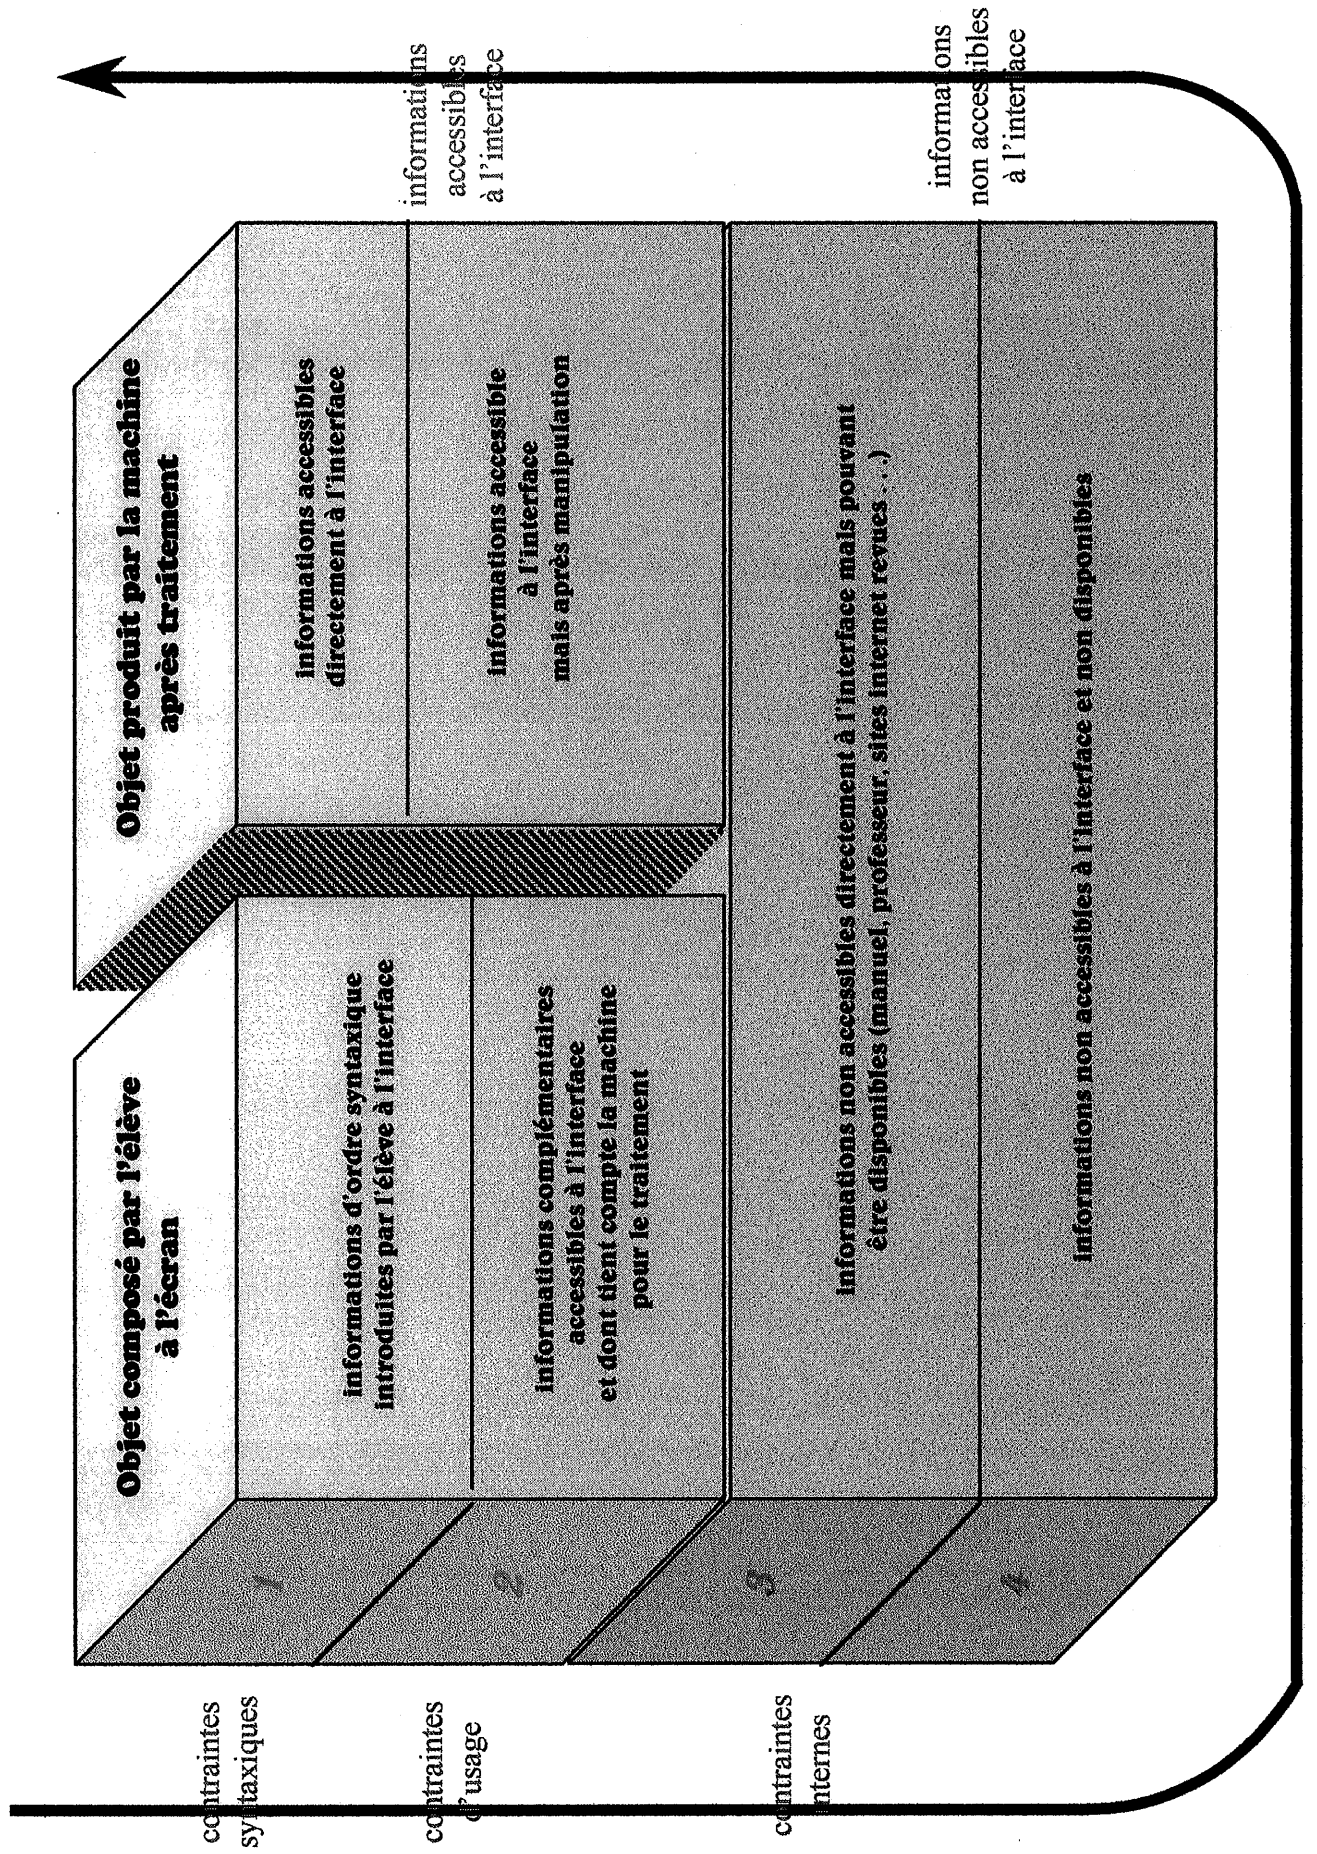 Objet composé par l'élève
à l'écran
Objet produit par la machine
après traitement
contraintes
syntaxiques
1
Informations d'ordre syntaxique
introduites par l'élève à l'interface
informations accessibles
directement à l'interface
informations
accessibles
à l'interface
contraintes
d'usage
2
Informations complémentaires
accessibles à l'interface
et dont tient compte la machine
pour le traitement
Informations accessible
à l'interface
mais après manipulation
contraintes
internes
3
Informations non accessibles directement à l'interface mais pouvant
être disponibles (manuel, professeur, sites internet revues . . .)
informations
non accessibles
à l'interface
4
Informations non accessibles à l'interface et non disponibles